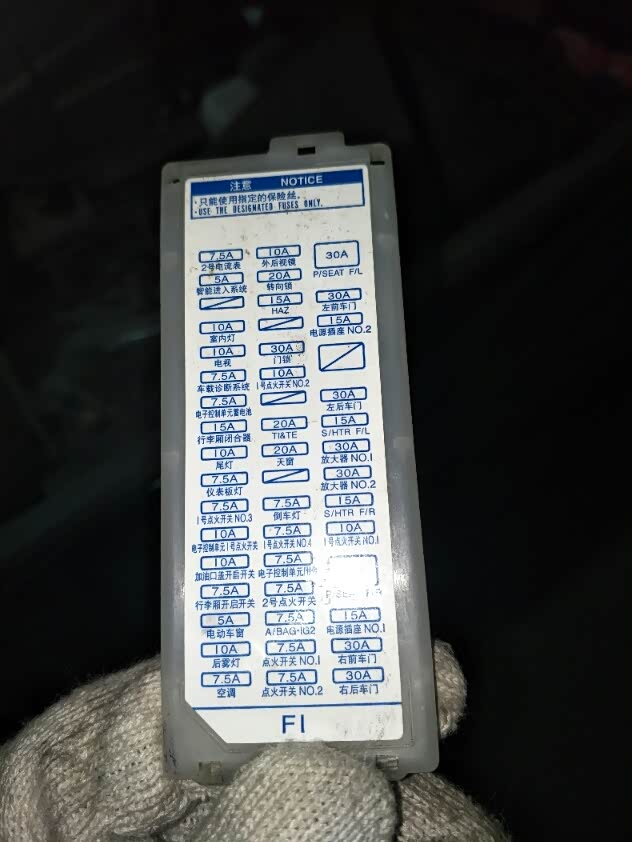 注意 NOTICE
·只能使用指定的保险丝.
·USE THE DESIGNATED FUSES ONLY.
7.5A 10A 30A
2号电流表 外后视镜 P/SEAT F/L
5A 20A
智能进入系统 转向锁
15A 30A
HAZ 左前车门
10A 15A
室内灯 电源插座 NO.2
10A 30A
电视 门锁
7.5A 10A
车载诊断系统 1号点火开关 NO.2
7.5A 30A
电子控制单元蓄电池 左后车门
15A 20A 15A
行李厢闭合器 TI&TE S/HTR F/L
10A 20A 30A
尾灯 天窗 放大器 NO.1
7.5A 30A
仪表板灯 放大器 NO.2
7.5A 7.5A 15A
1号点火开关 NO.3 倒车灯 S/HTR F/R
10A 7.5A 10A
电子控制单元1号点火开关 1号点火开关 NO.4 1号点火开关 NO.1
10A 7.5A
加油口盖开启开关 电子控制单元附件 P/SEAT F/R
7.5A 7.5A
行李厢开启开关 2号点火开关
5A 7.5A 15A
电动车窗 A/BAG-IG2 电源插座 NO.1
10A 7.5A 30A
后雾灯 点火开关 NO.1 右前车门
7.5A 7.5A 30A
空调 点火开关 NO.2 右后车门
F1